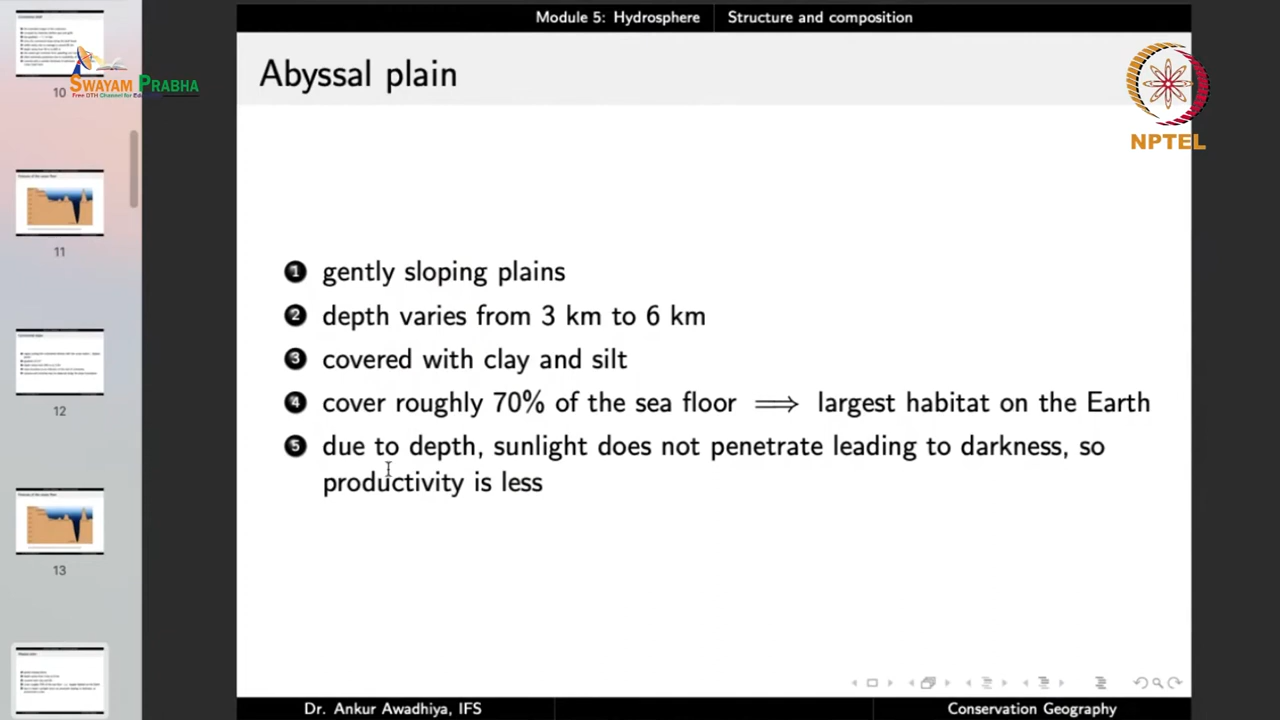 Module 5: Hydrosphere Structure and composition
Abyssal plain
SWAYAM PRABHA
NPTEL
10
11
12
13
1 gently sloping plains
2 depth varies from 3 km to 6 km
3 covered with clay and silt
4 cover roughly 70% of the sea floor ⟹ largest habitat on the Earth
5 due to depth, sunlight does not penetrate leading to darkness, so
productivity is less
Dr. Ankur Awadhiya, IFS Conservation Geography